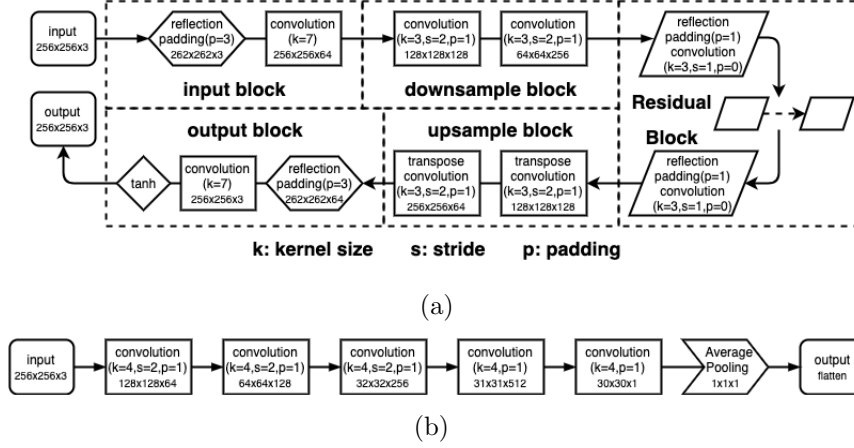 input
256x256x3
reflection
padding(p=3)
262x262x3
convolution
(k=7)
256x256x64
input block
convolution
(k=3,s=2,p=1)
128x128x128
convolution
(k=3,s=2,p=1)
64x64x256
downsample block
reflection
padding(p=1)
convolution
(k=3,s=1,p=0)
Residual
Block
reflection
padding(p=1)
convolution
(k=3,s=1,p=0)
output
256x256x3
output block
tanh
convolution
(k=7)
256x256x3
reflection
padding(p=3)
262x262x64
upsample block
transpose
convolution
(k=3,s=2,p=1)
256x256x64
transpose
convolution
(k=3,s=2,p=1)
128x128x128
k: kernel size s: stride p: padding
(a)
input
256x256x3
convolution
(k=4,s=2,p=1)
128x128x64
convolution
(k=4,s=2,p=1)
64x64x128
convolution
(k=4,s=2,p=1)
32x32x256
convolution
(k=4,p=1)
31x31x512
convolution
(k=4,p=1)
30x30x1
Average
Pooling
1x1x1
output
flatten
(b)